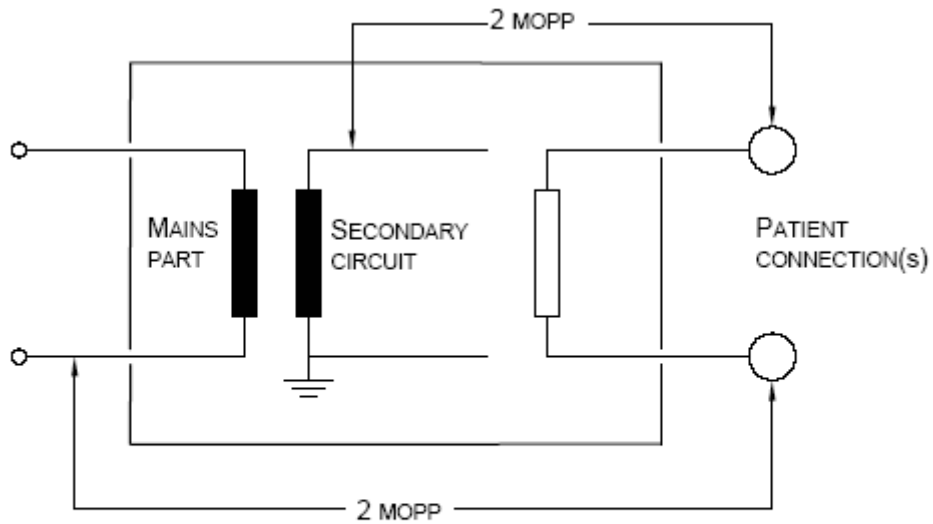 2 MOPP
MAINS
PART
SECONDARY
CIRCUIT
PATIENT
CONNECTION(s)
2 MOPP